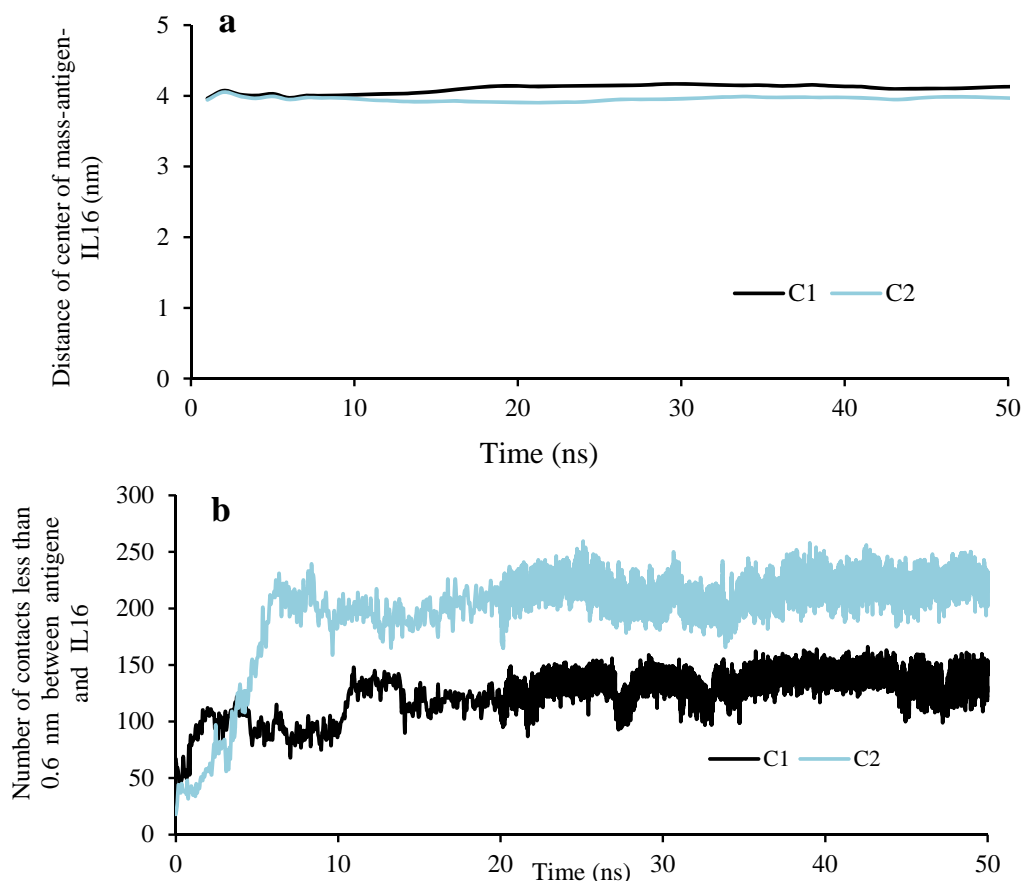 a
Distance of center of mass-antigen-
IL16 (nm)
5
4
3
2
1
0
C1 C2
0 10 20 30 40 50
Time (ns)
b
Number of contacts less than
0.6 nm between antigene
and IL16
300
250
200
150
100
50
0
C1 C2
0 10 20 30 40 50
Time (ns)